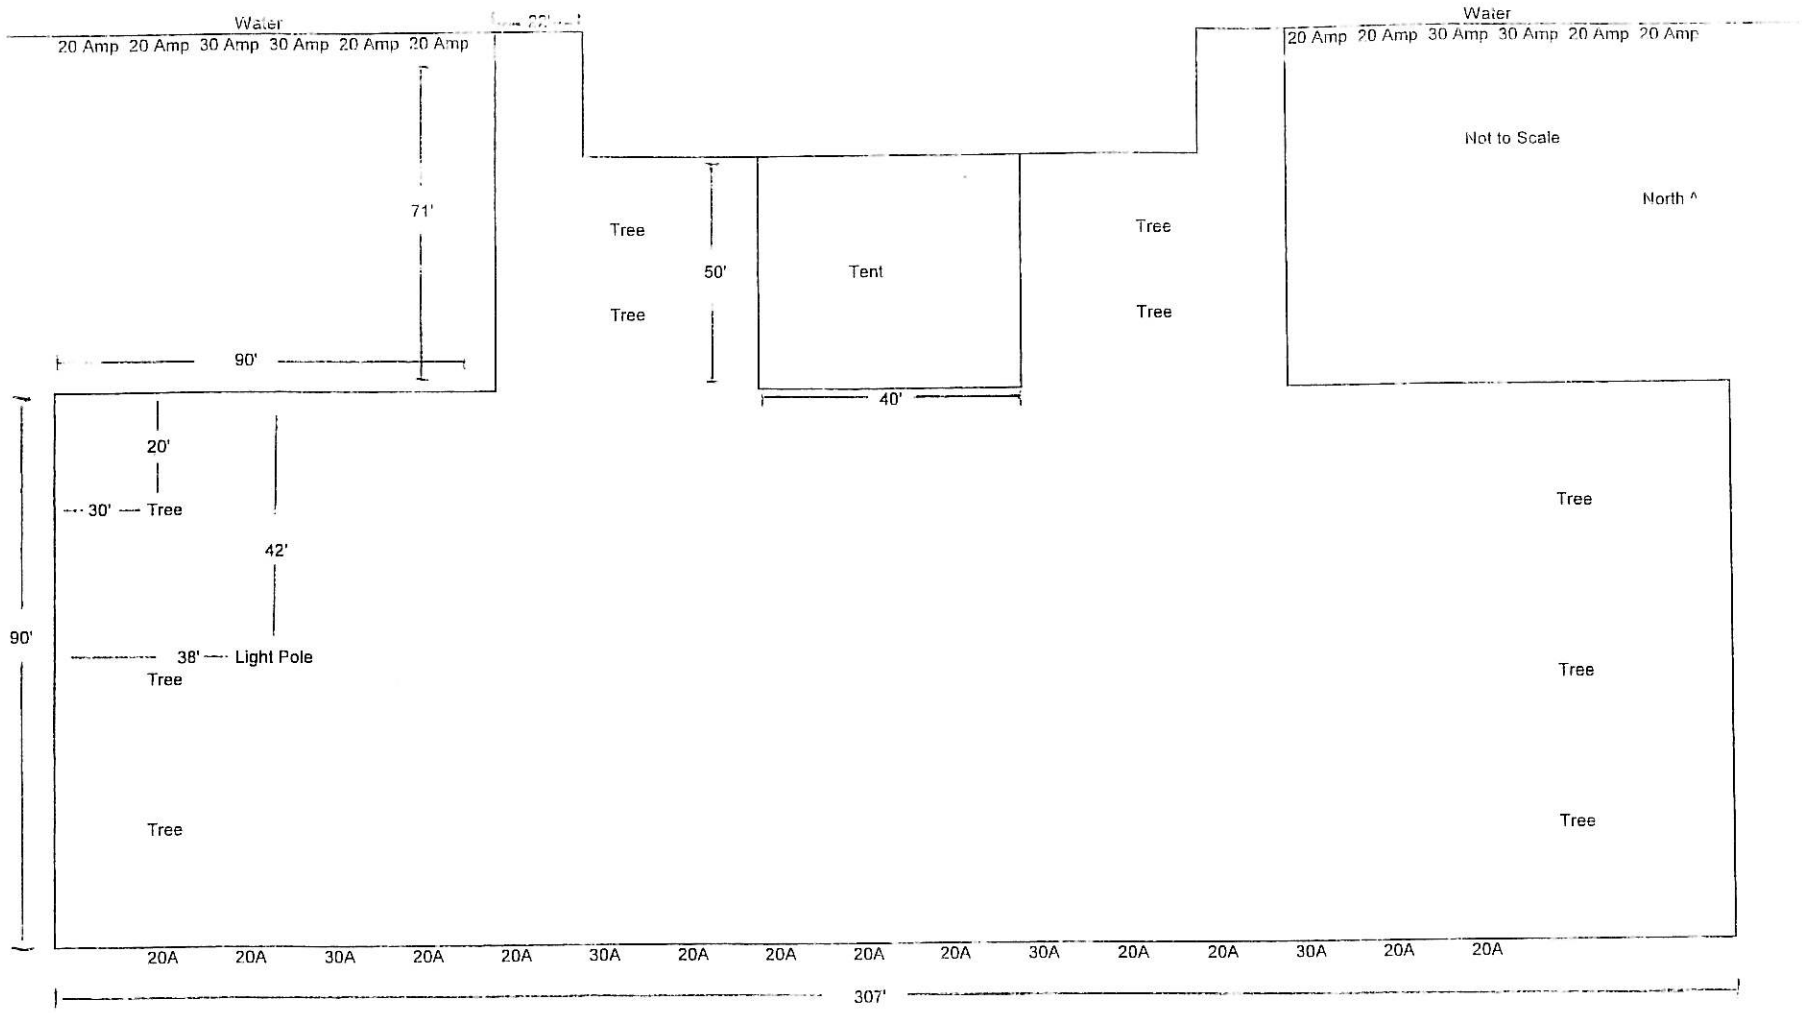 Water
22'
Water
20 Amp 20 Amp 30 Amp 30 Amp 20 Amp 20 Amp
20 Amp 20 Amp 30 Amp 30 Amp 20 Amp 20 Amp
Not to Scale
North ^
71'
Tree
Tree
50'
Tent
Tree
Tree
90'
40'
20'
30'
Tree
Tree
42'
90'
38'
Light Pole
Tree
Tree
Tree
Tree
20A 20A 30A 20A 20A 30A 20A 20A 20A 20A 30A 20A 20A 30A 20A 20A
307'